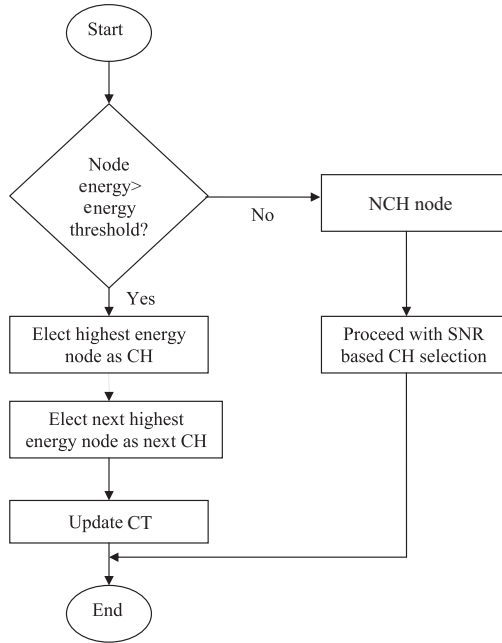 Start
Node
energy>
energy
threshold?
No
NCH node
Yes
Elect highest energy
node as CH
Proceed with SNR
based CH selection
Elect next highest
energy node as next CH
Update CT
End